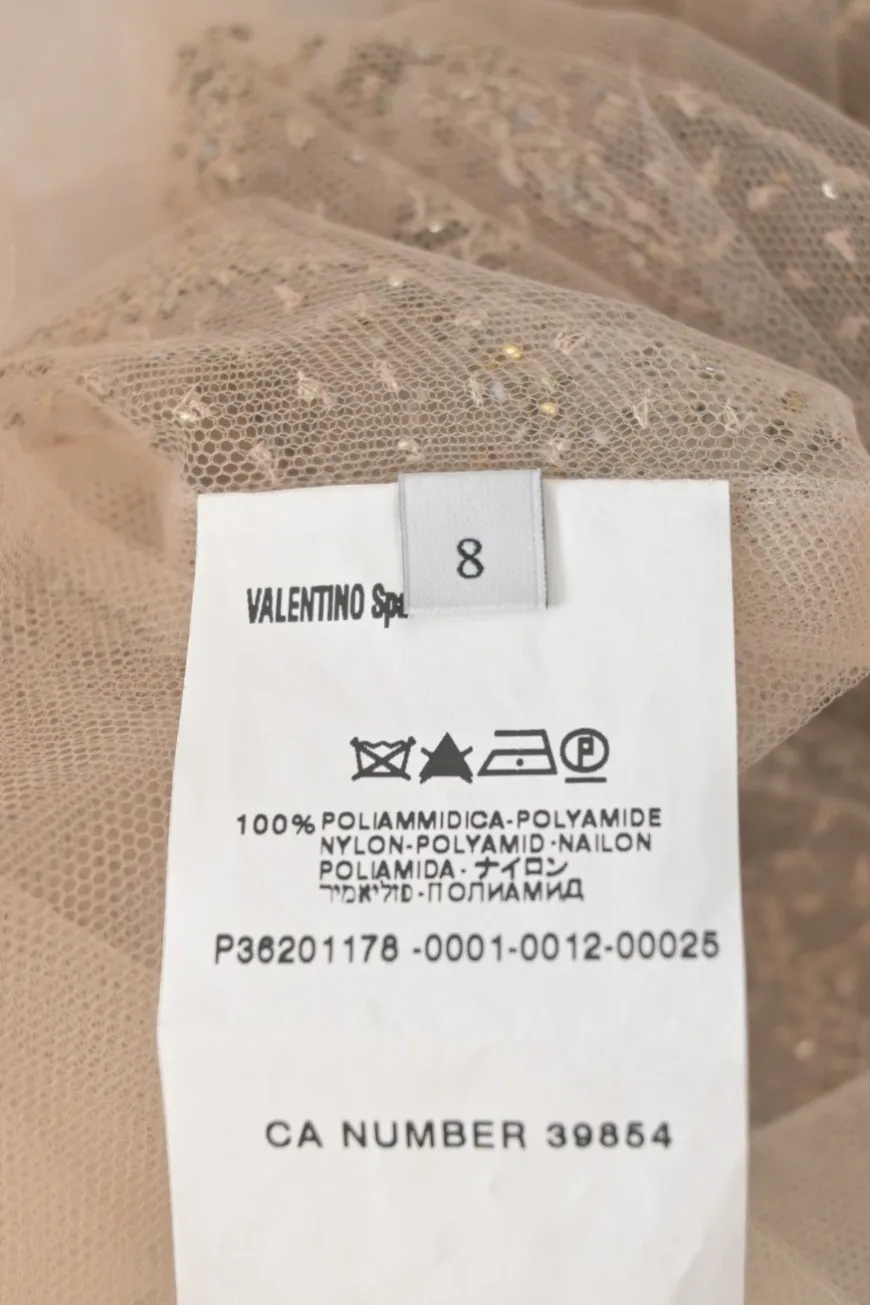 8
VALENTINO Spa
P
100% POLIAMMIDICA-POLYAMIDE
NYLON-POLYAMID-NAILON
POLIAMIDA-ナイロン
פוליאמיד-ПОЛИАМИД
P36201178 -0001-0012-00025
CA NUMBER 39854